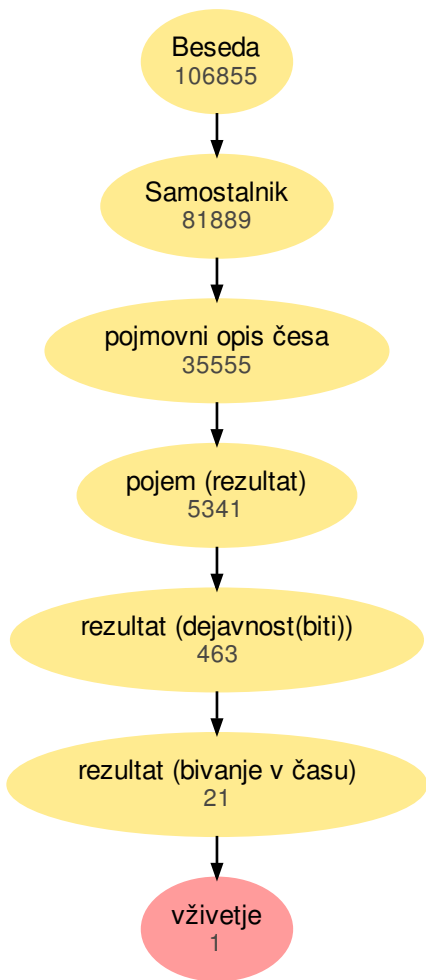 Beseda
106855
Samostalnik
81889
pojmovni opis česa
35555
pojem (rezultat)
5341
rezultat (dejavnost(biti))
463
rezultat (bivanje v času)
21
vživetje
1